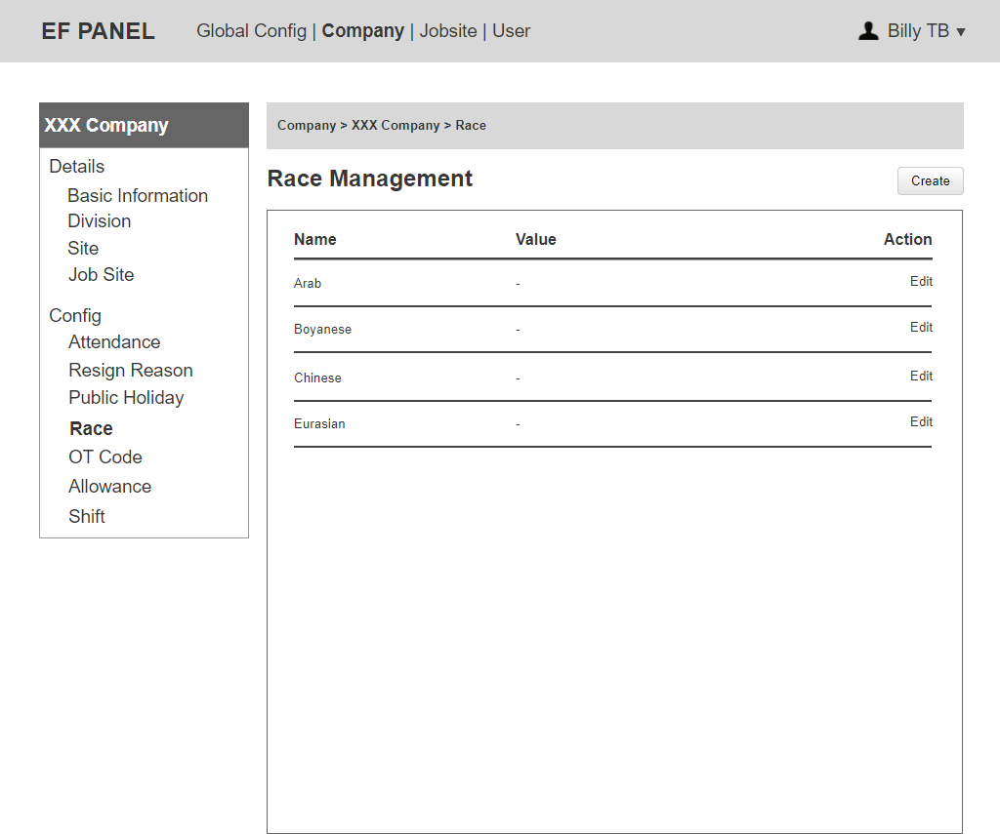 EF PANEL Global Config | Company | Jobsite | User Billy TB ▼
XXX Company
Details
Basic Information
Division
Site
Job Site
Config
Attendance
Resign Reason
Public Holiday
Race
OT Code
Allowance
Shift
Company > XXX Company > Race
Race Management
Create
Name Value Action
Arab - Edit
Boyanese - Edit
Chinese - Edit
Eurasian - Edit